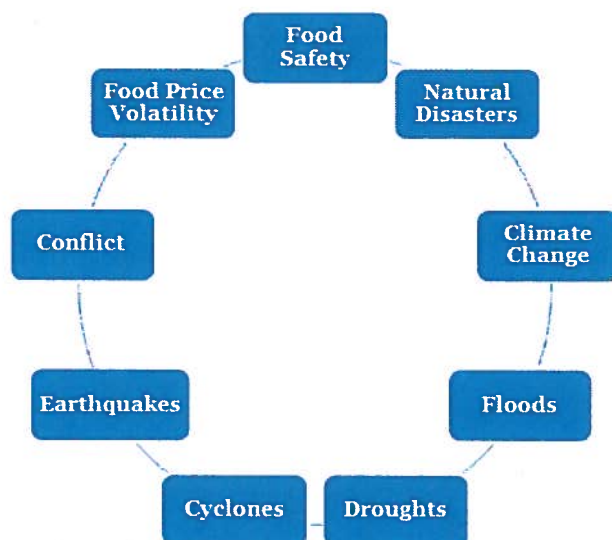 Food
Safety
Natural
Disasters
Climate
Change
Floods
Droughts
Cyclones
Earthquakes
Conflict
Food Price
Volatility